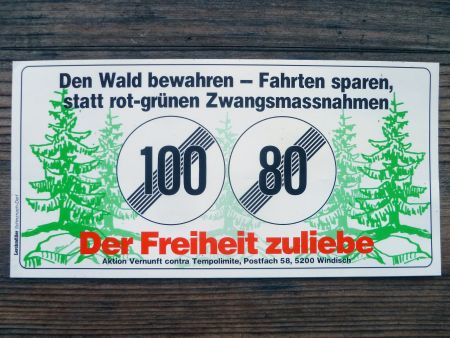 Den Wald bewahren – Fahrten sparen,
statt rot-grünen Zwangsmassnahmen
100 80
Der Freiheit zuliebe
Aktion Vernunft contra Tempolimite, Postfach 58, 5200 Windisch